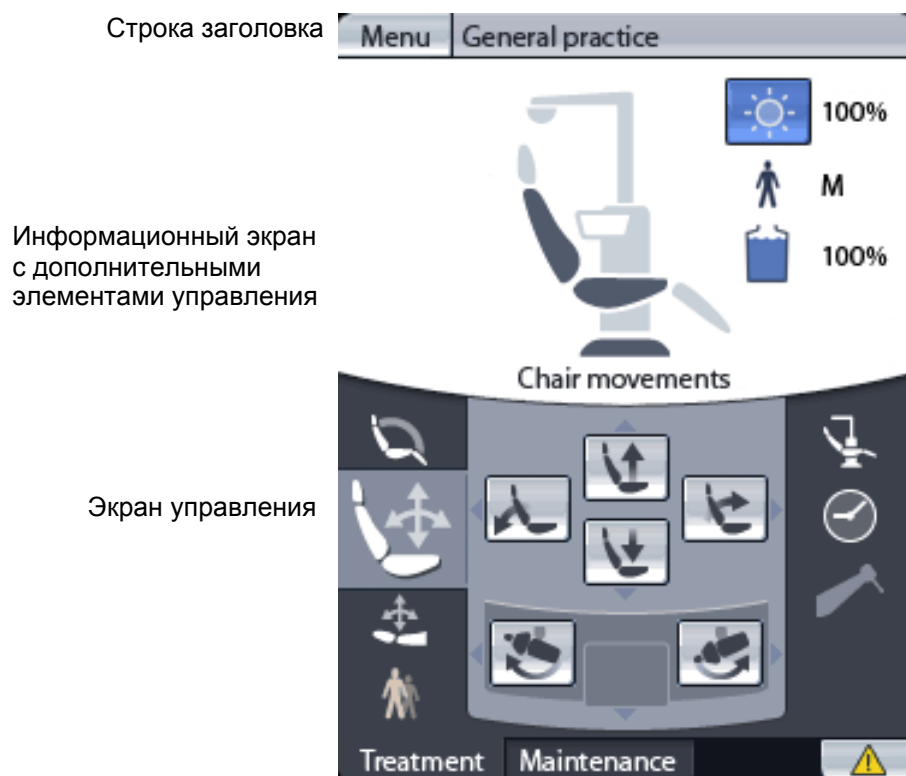 Строка заголовка
Menu
General practice
100%
M
Информационный экран
с дополнительными
элементами управления
100%
Chair movements
Экран управления
Treatment
Maintenance